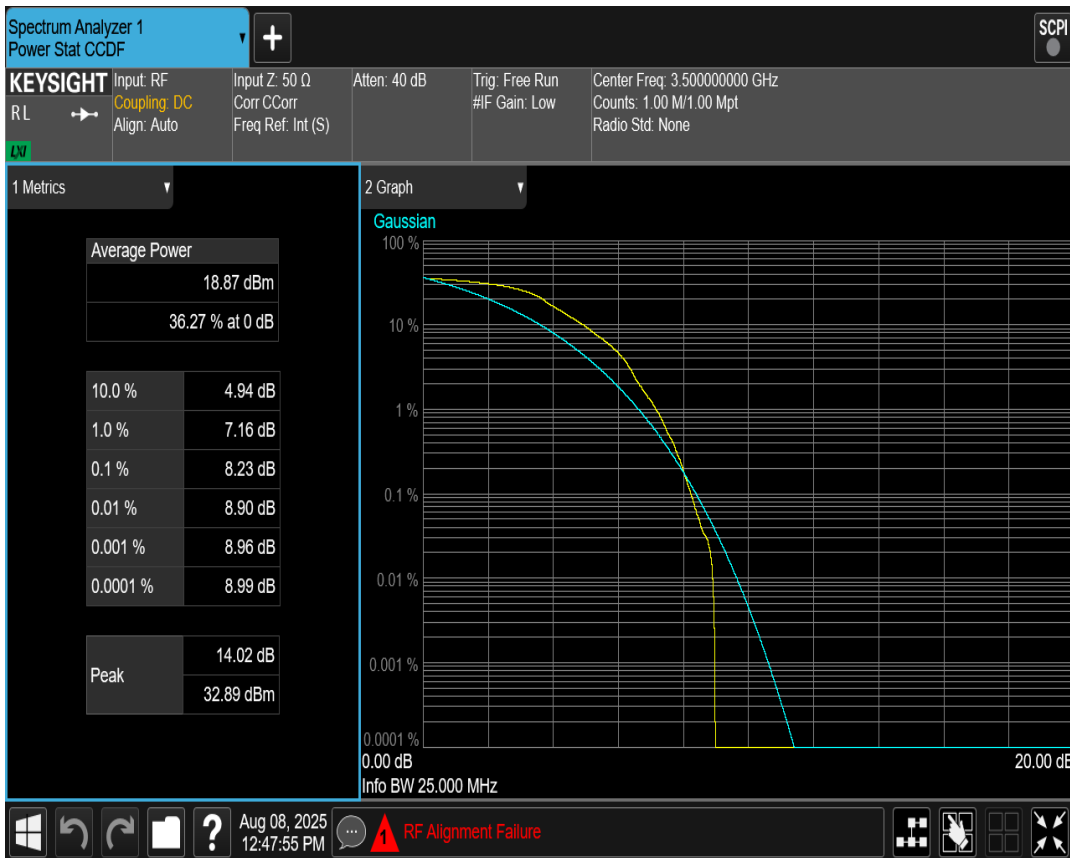 Spectrum Analyzer 1
Power Stat CCDF
+
SCPI
KEYSIGHT
RL
LXI
Input: RF
Coupling: DC
Align: Auto
Input Z: 50 Ω
Corr CCorr
Freq Ref: Int (S)
Atten: 40 dB
Trig: Free Run
#IF Gain: Low
Center Freq: 3.500000000 GHz
Counts: 1.00 M/1.00 Mpt
Radio Std: None
1 Metrics
Average Power
18.87 dBm
36.27 % at 0 dB
10.0 % 4.94 dB
1.0 % 7.16 dB
0.1 % 8.23 dB
0.01 % 8.90 dB
0.001 % 8.96 dB
0.0001 % 8.99 dB
Peak
14.02 dB
32.89 dBm
2 Graph
Gaussian
100 %
10 %
1 %
0.1 %
0.01 %
0.001 %
0.0001 %
0.00 dB 20.00 dB
Info BW 25.000 MHz
?
Aug 08, 2025
12:47:55 PM
1
RF Alignment Failure